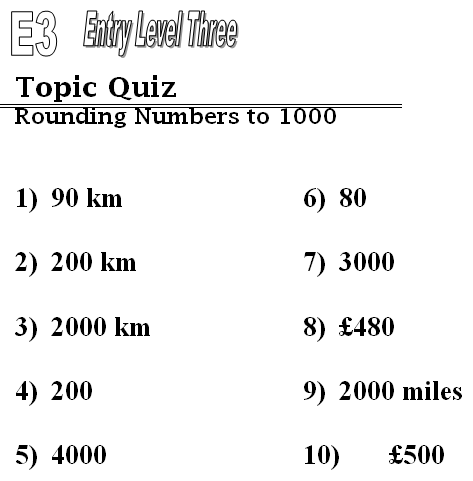 E3 Entry Level Three
Topic Quiz
Rounding Numbers to 1000
1) 90 km
2) 200 km
3) 2000 km
4) 200
5) 4000
6) 80
7) 3000
8) £480
9) 2000 miles
10) £500